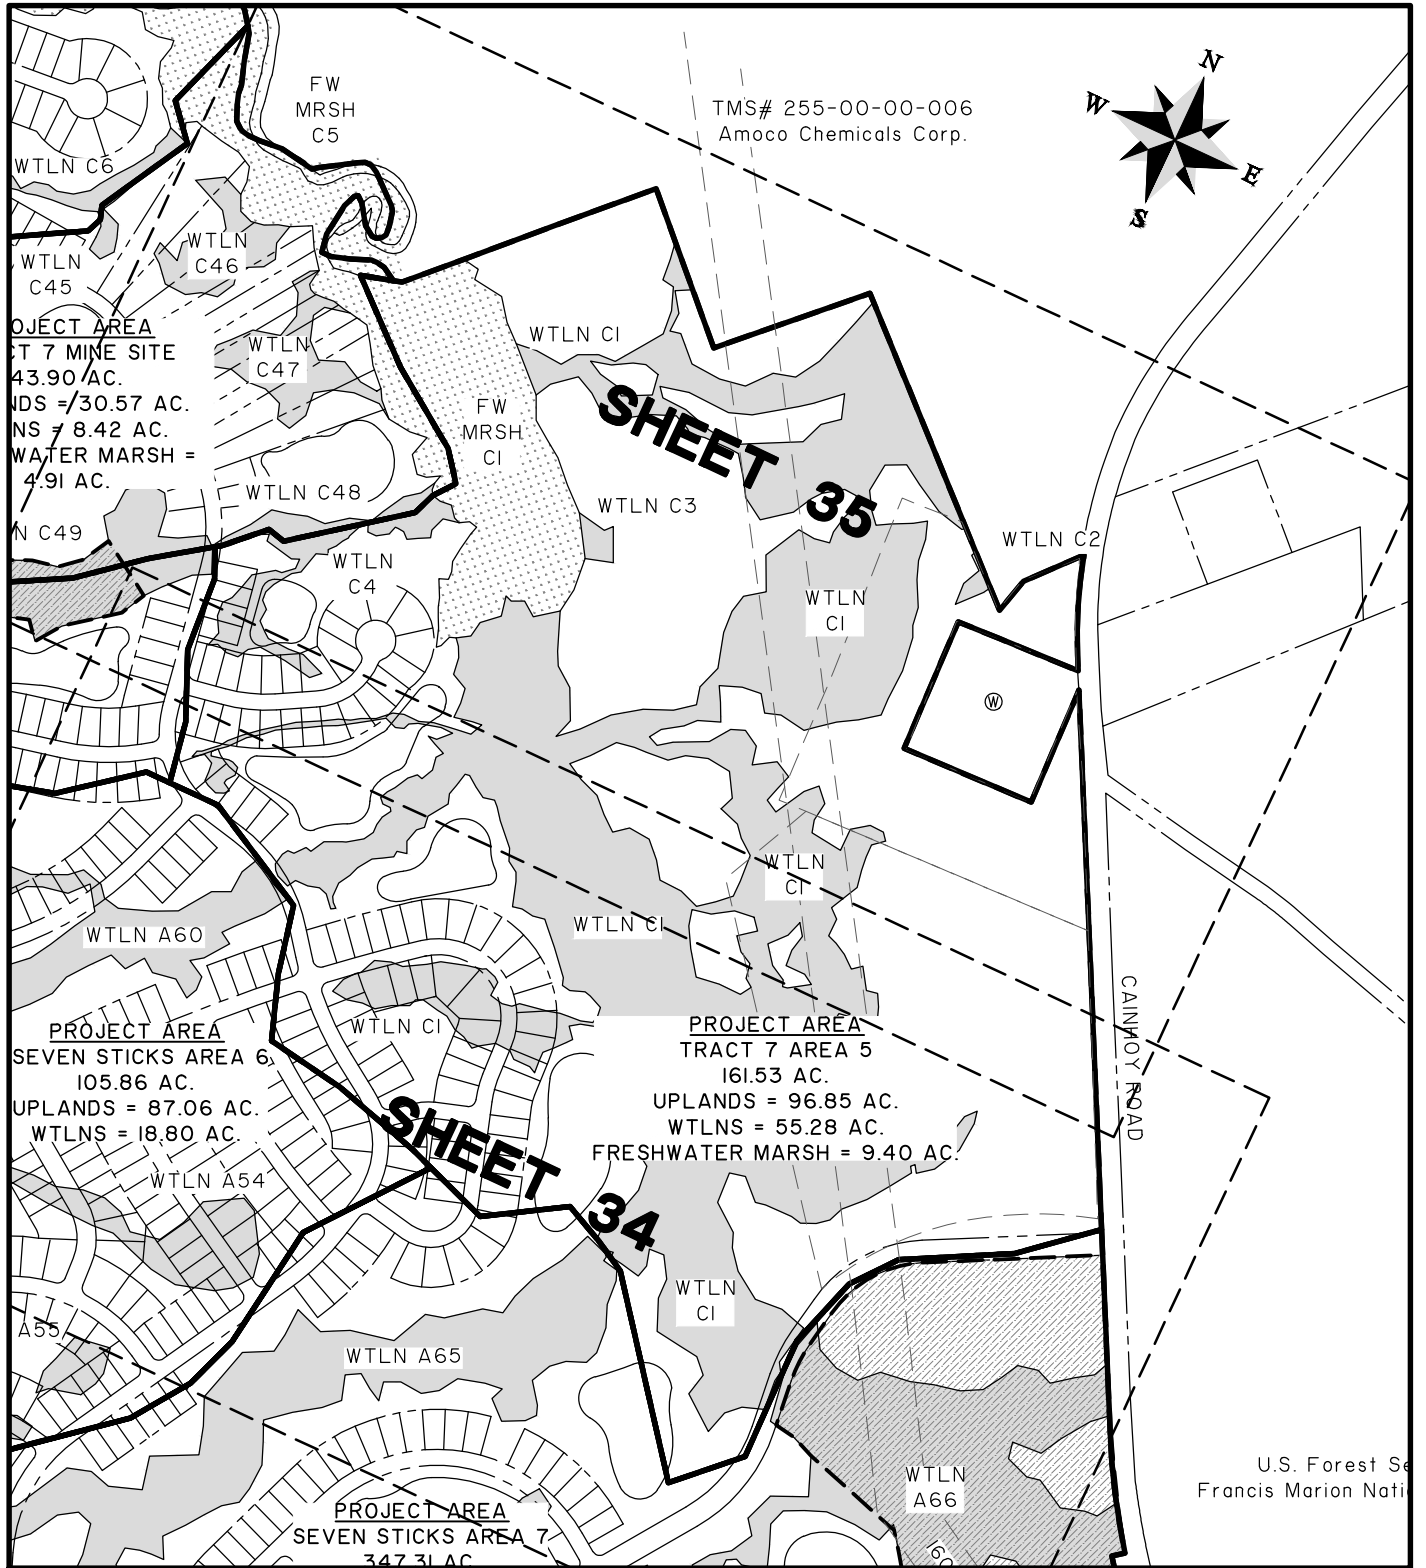 FW
MRSH
C5
TMS# 255-00-00-006
Amoco Chemicals Corp.
N
W
E
S
WTLN C6
WTLN
C46
WTLN
C45
OJECT AREA
CT 7 MINE SITE
43.90 AC.
NDS = 30.57 AC.
NS = 8.42 AC.
WATER MARSH =
4.91 AC.
WTLN
C47
WTLN C1
FW
MRSH
C1
SHEET 35
WTLN C48
WTLN C3
N C49
WTLN C2
WTLN
C4
WTLN
C1
W
WTLN
C1
WTLN C1
WTLN A60
CAINHOY ROAD
WTLN C1
PROJECT AREA
SEVEN STICKS AREA 6
105.86 AC.
UPLANDS = 87.06 AC.
WTLNS = 18.80 AC.
PROJECT AREA
TRACT 7 AREA 5
161.53 AC.
UPLANDS = 96.85 AC.
WTLNS = 55.28 AC.
FRESHWATER MARSH = 9.40 AC.
SHEET 34
WTLN A54
WTLN
C1
A55
WTLN A65
WTLN
A66
U.S. Forest Se
Francis Marion Nati
PROJECT AREA
SEVEN STICKS AREA 7
347.31 AC
160